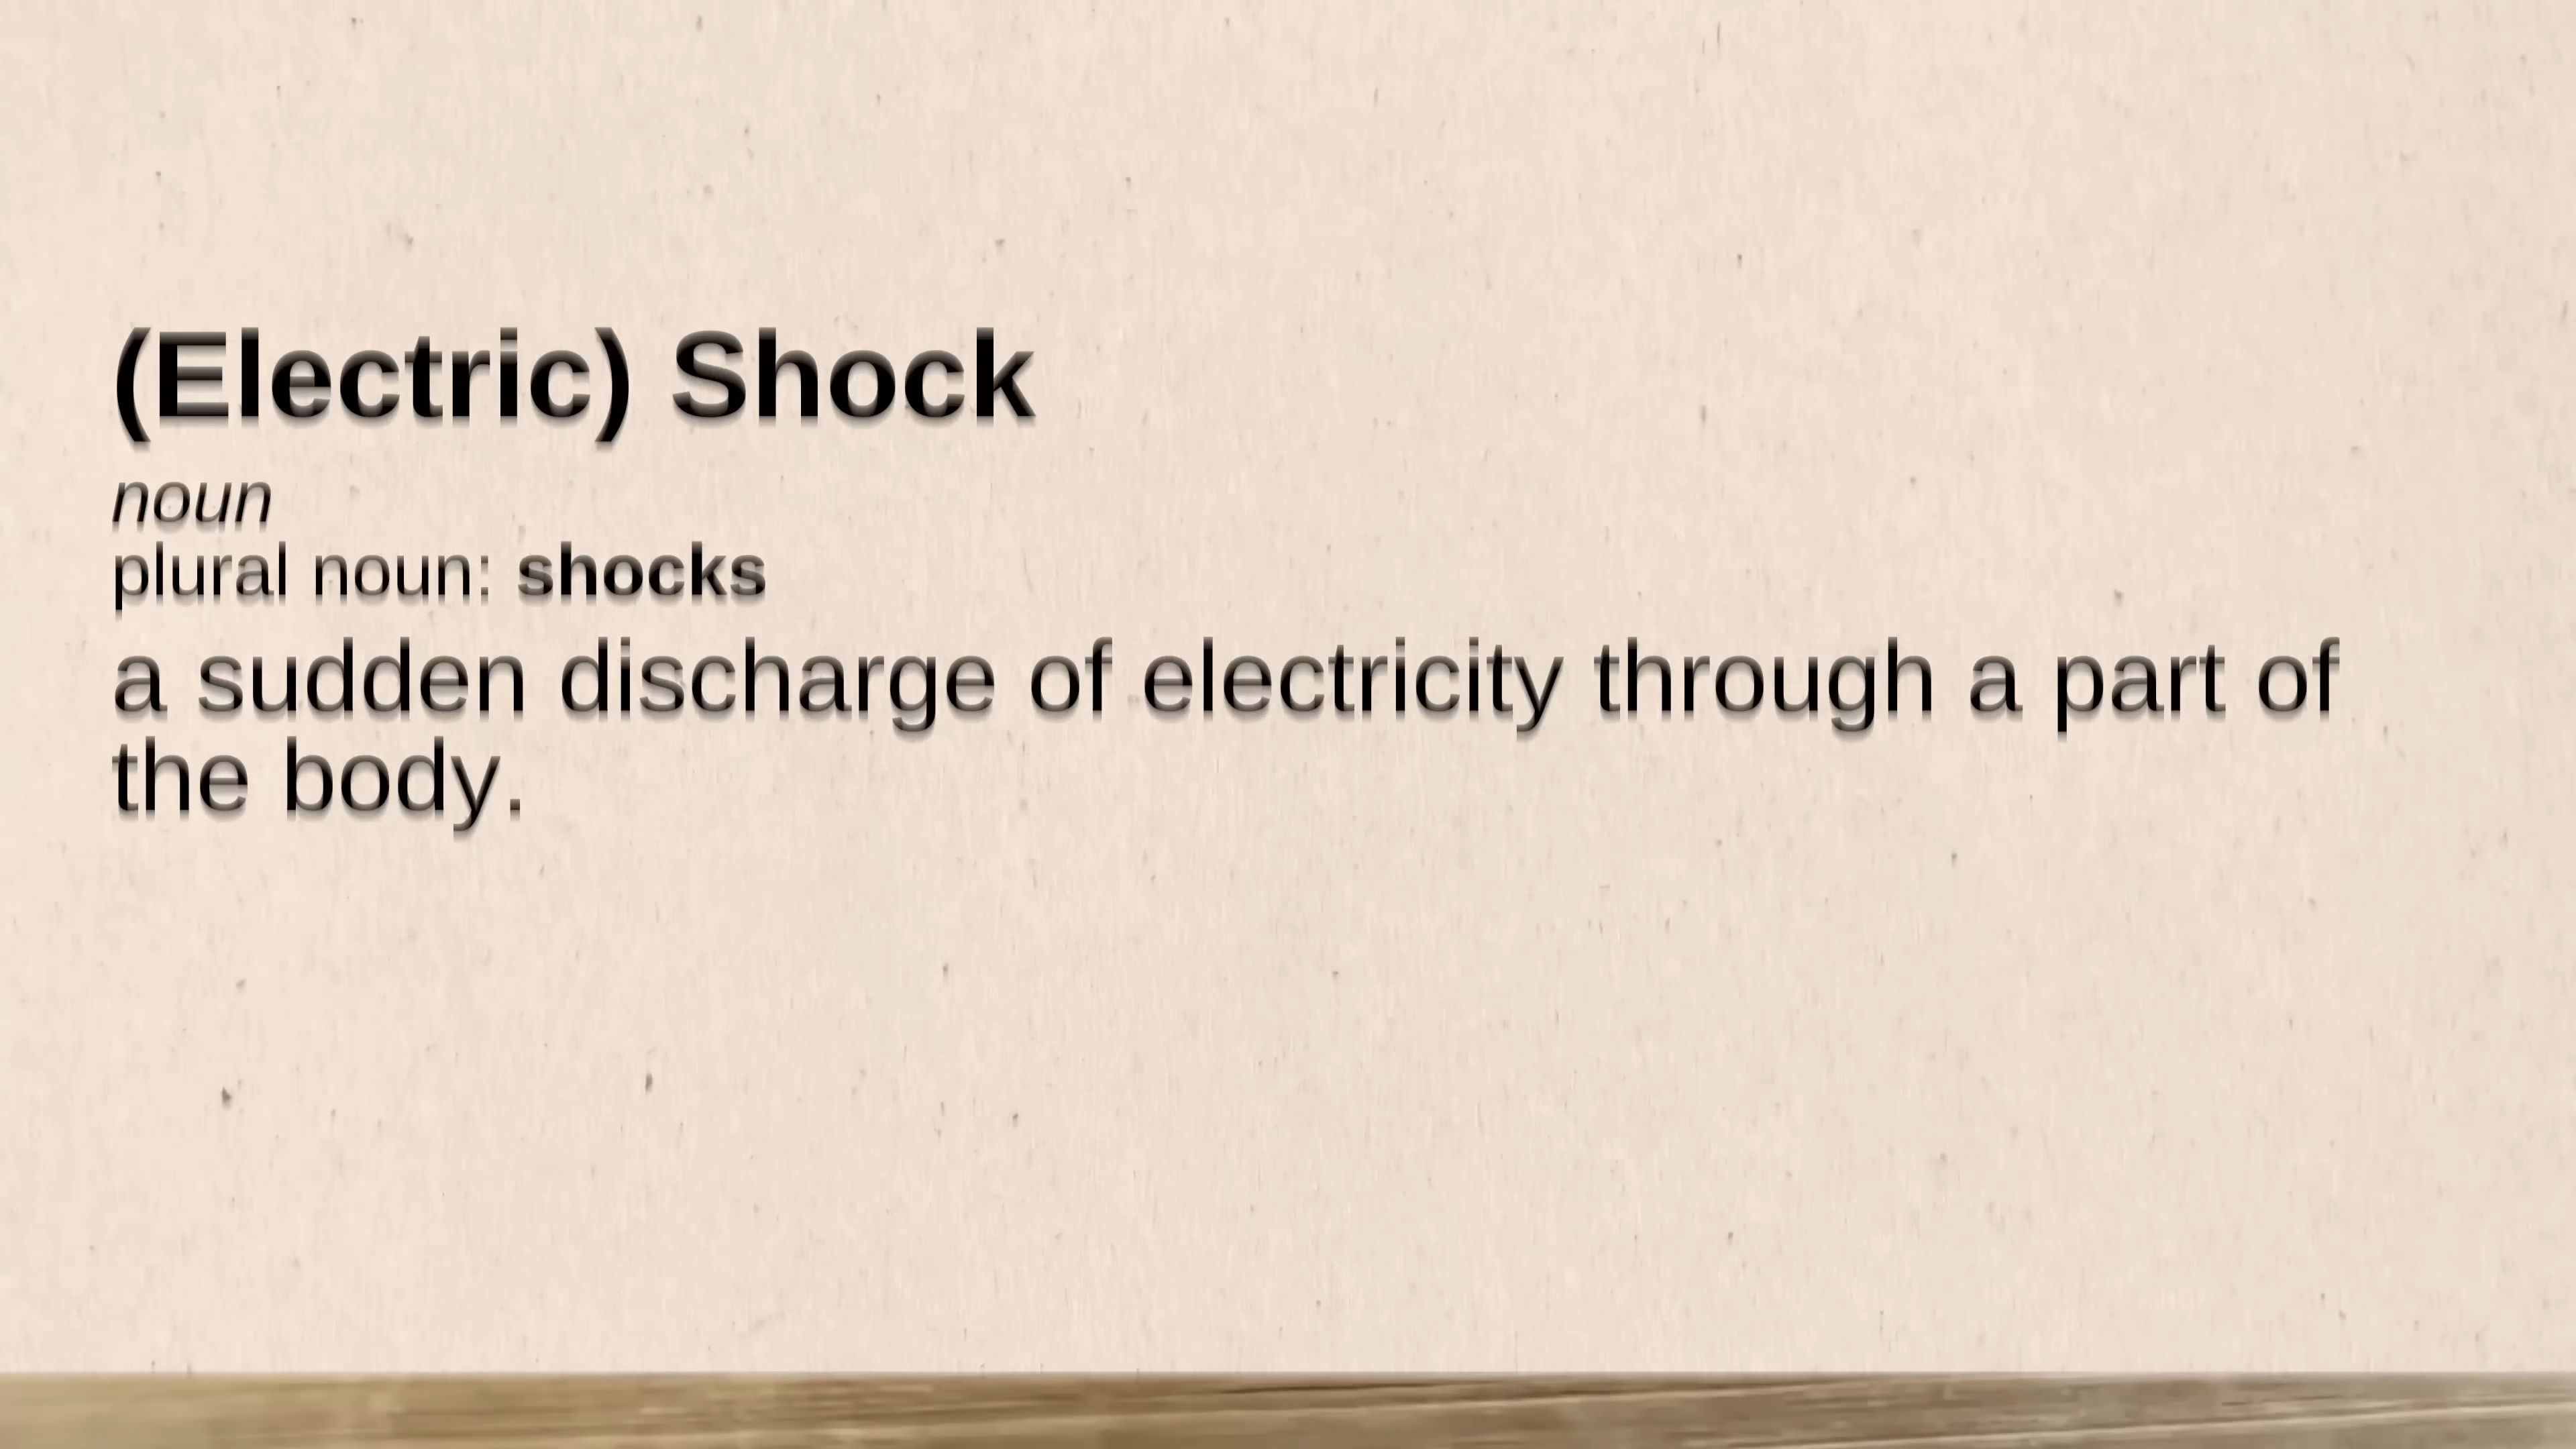 (Electric) Shock
noun
plural noun: shocks
a sudden discharge of electricity through a part of
the body.